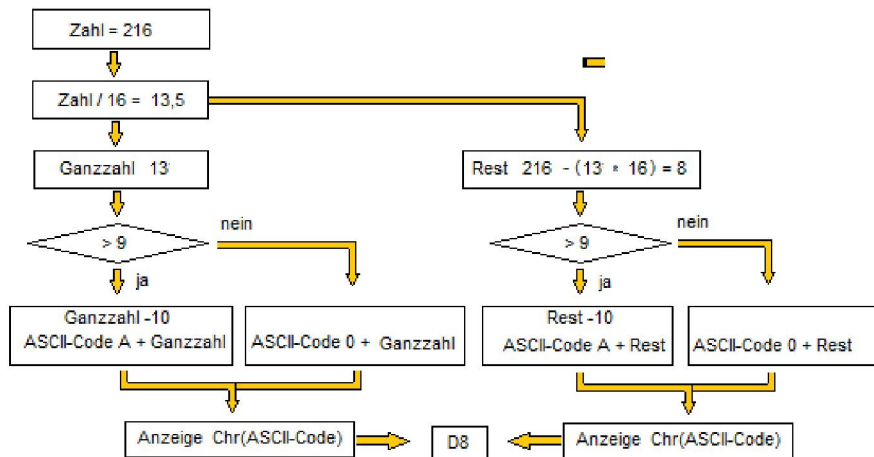 Zahl = 216
Zahl / 16 = 13,5
Ganzzahl 13
Rest 216 - (13 * 16) = 8
nein
nein
> 9
> 9
ja
ja
Ganzzahl -10
ASCII-Code A + Ganzzahl
ASCII-Code 0 + Ganzzahl
Rest -10
ASCII-Code A + Rest
ASCII-Code 0 + Rest
Anzeige Chr(ASCII-Code)
D8
Anzeige Chr(ASCII-Code)